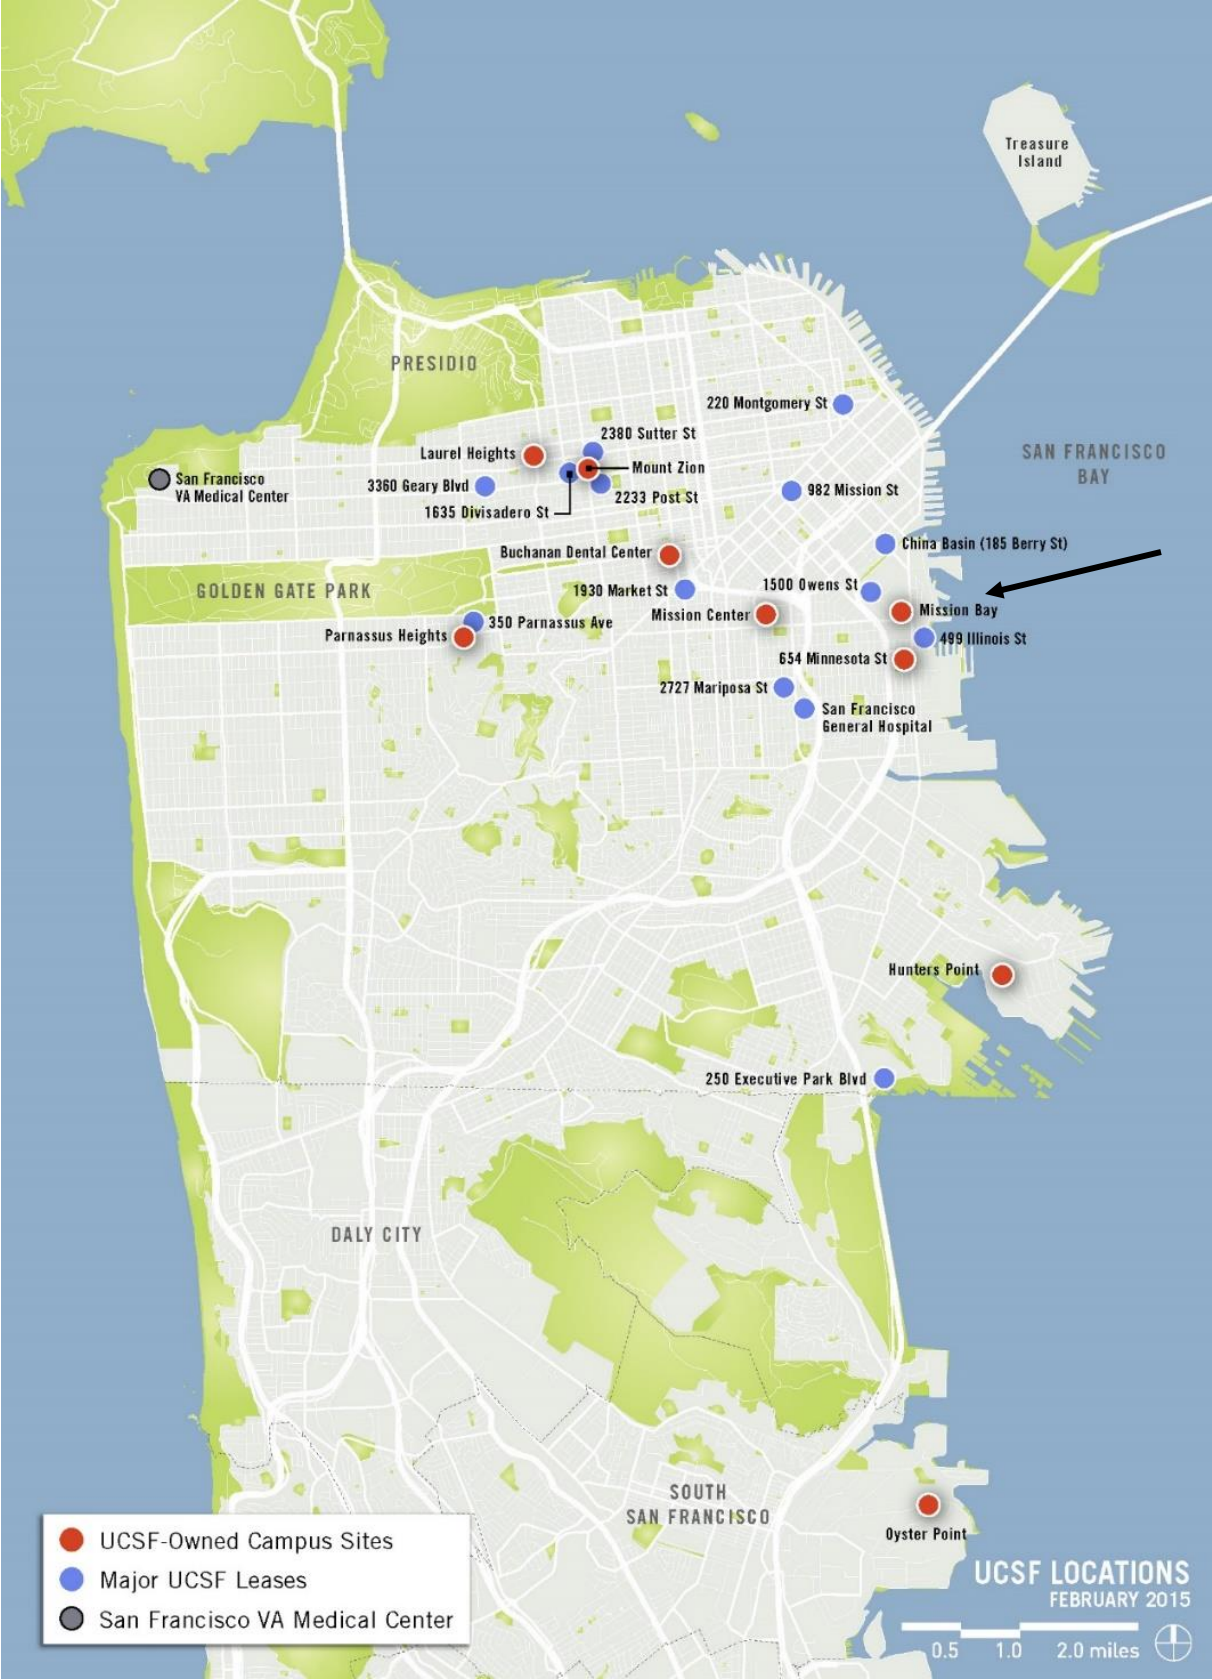 Treasure
Island
PRESIDIO
220 Montgomery St
2380 Sutter St
Laurel Heights
Mount Zion
SAN FRANCISCO
BAY
San Fancisco
VA Medical Center
3360 Geary Blvd
2233 Post St
982 Mission St
1635 Divisadero St
China Basin (185 Berry St)
Buchanan Dental Center
GOLDEN GATE PARK
1930 Market St
1500 Owens St
Mission Bay
Mission Center
350 Parnassus Ave
Parnassus Heights
499 Illinois St
654 Minnesota St
2727 Mariposa St
San Francisco
General Hospital
Hunters Point
250 Executive Park Blvd
DALY CITY
SOUTH
SAN FRANCISCO
Oyster Point
UCSF-Owned Campus Sites
Major UCSF Leases
San Francisco VA Medical Center
UCSF LOCATIONS
FEBRUARY 2015
0.5 1.0 2.0 miles